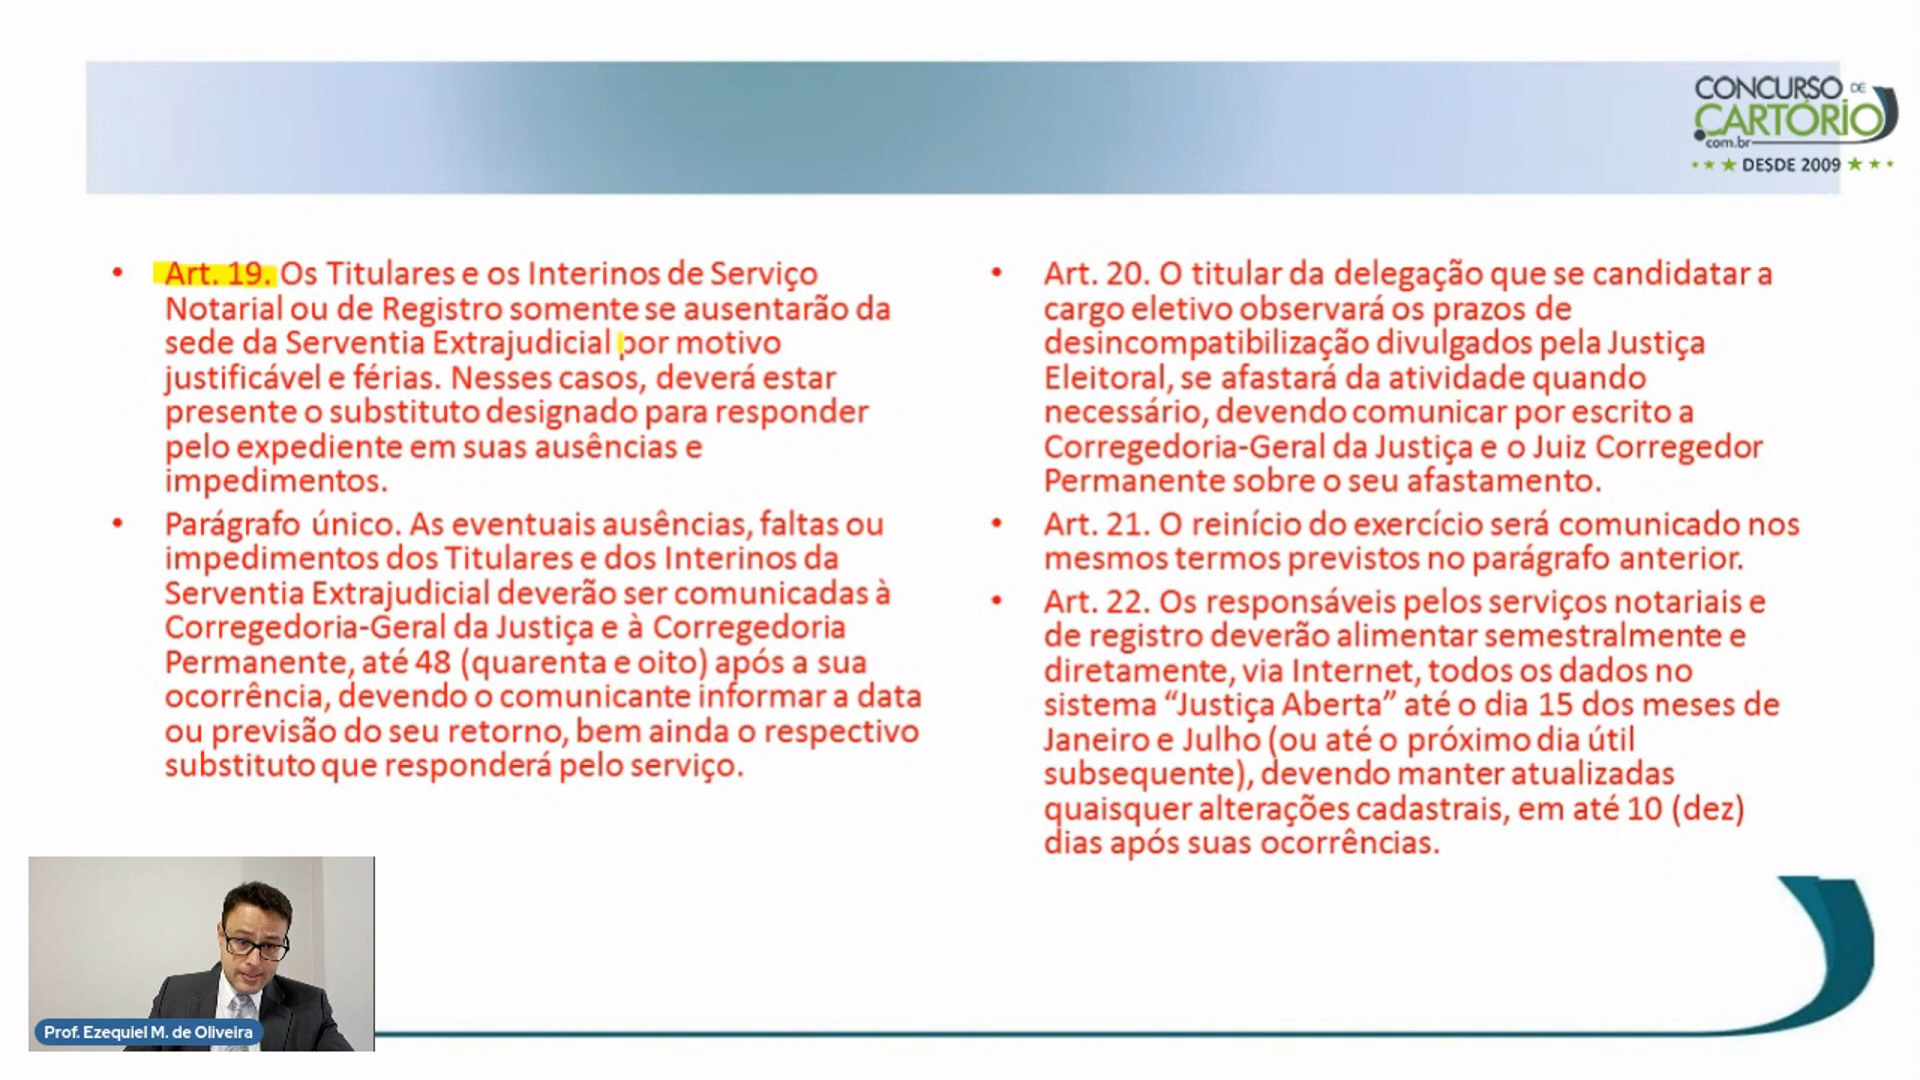 CONCURSO DE
CARTÓRIO
.com.br
DESDE 2009
• Art. 19. Os Titulares e os Interinos de Serviço
Notarial ou de Registro somente se ausentarão da
sede da Serventia Extrajudicial por motivo
justificável e férias. Nesses casos, deverá estar
presente o substituto designado para responder
pelo expediente em suas ausências e
impedimentos.
• Parágrafo único. As eventuais ausências, faltas ou
impedimentos dos Titulares e dos Interinos da
Serventia Extrajudicial deverão ser comunicadas à
Corregedoria-Geral da Justiça e à Corregedoria
Permanente, até 48 (quarenta e oito) após a sua
ocorrência, devendo o comunicante informar a data
ou previsão do seu retorno, bem ainda o respectivo
substituto que responderá pelo serviço.
• Art. 20. O titular da delegação que se candidatar a
cargo eletivo observará os prazos de
desincompatibilização divulgados pela Justiça
Eleitoral, se afastará da atividade quando
necessário, devendo comunicar por escrito a
Corregedoria-Geral da Justiça e o Juiz Corregedor
Permanente sobre o seu afastamento.
• Art. 21. O reinício do exercício será comunicado nos
mesmos termos previstos no parágrafo anterior.
• Art. 22. Os responsáveis pelos serviços notariais e
de registro deverão alimentar semestralmente e
diretamente, via Internet, todos os dados no
sistema “Justiça Aberta” até o dia 15 dos meses de
Janeiro e Julho (ou até o próximo dia útil
subsequente), devendo manter atualizadas
quaisquer alterações cadastrais, em até 10 (dez)
dias após suas ocorrências.
Prof. Ezequiel M. de Oliveira